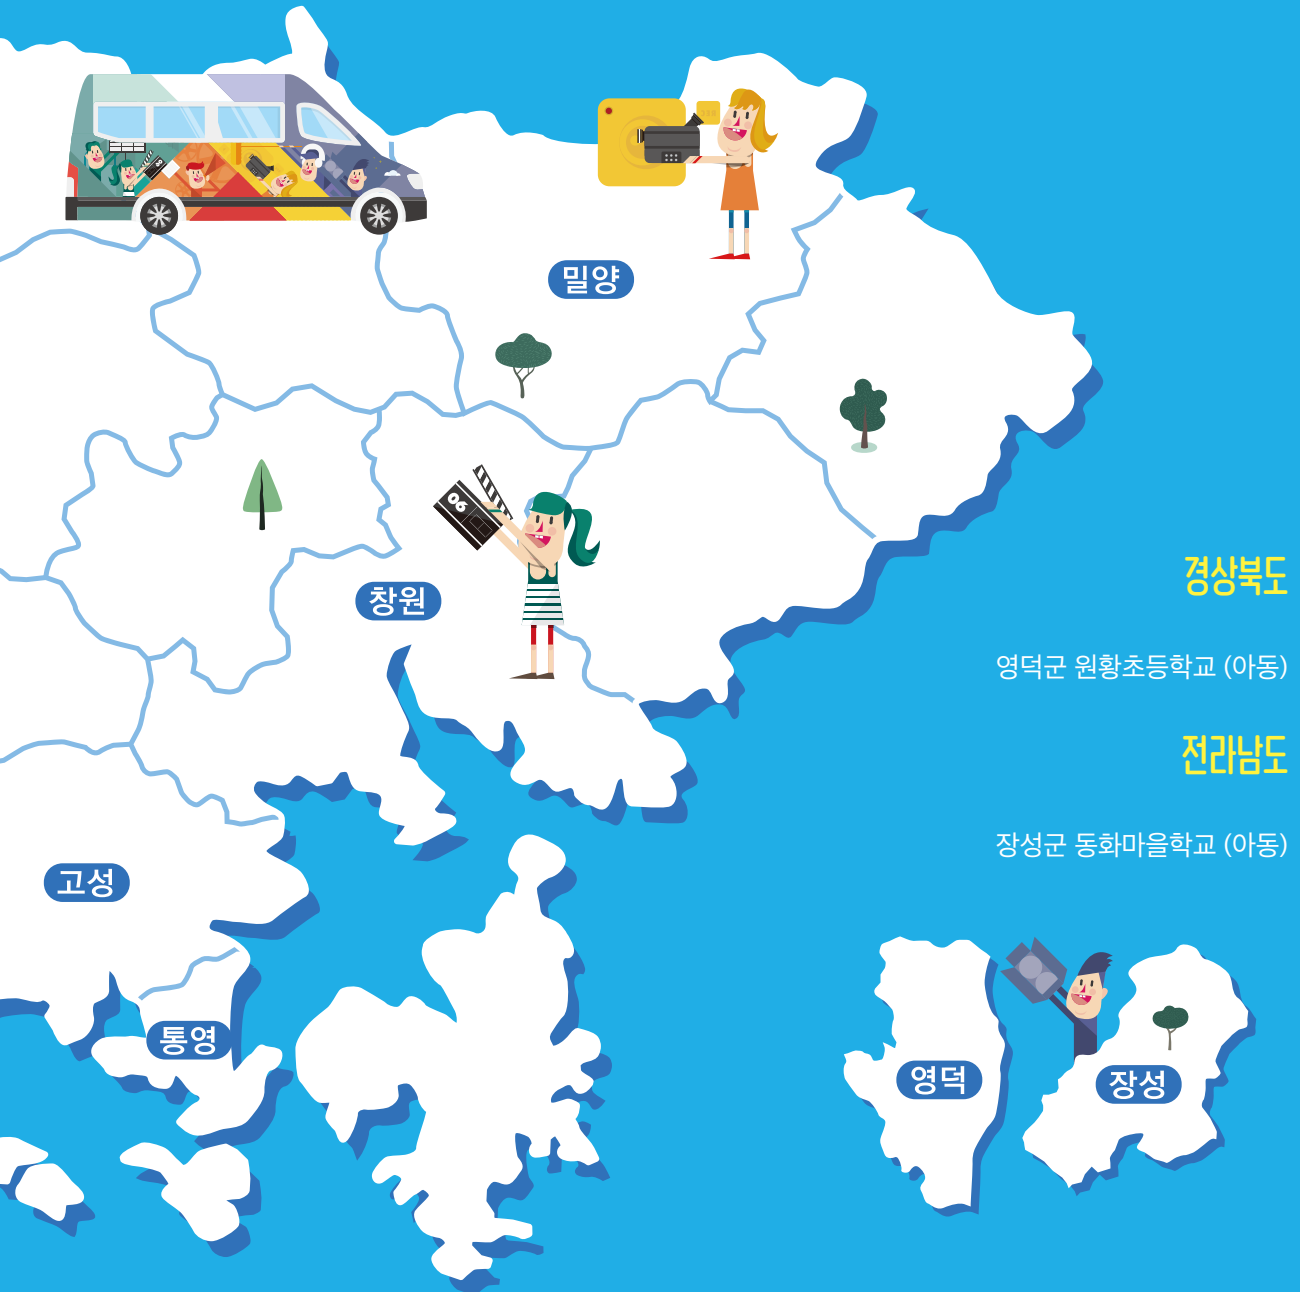 밀양
06
창원
경상북도
영덕군 원황초등학교 (아동)
전라남도
장성군 동화마을학교 (아동)
고성
통영
영덕
장성